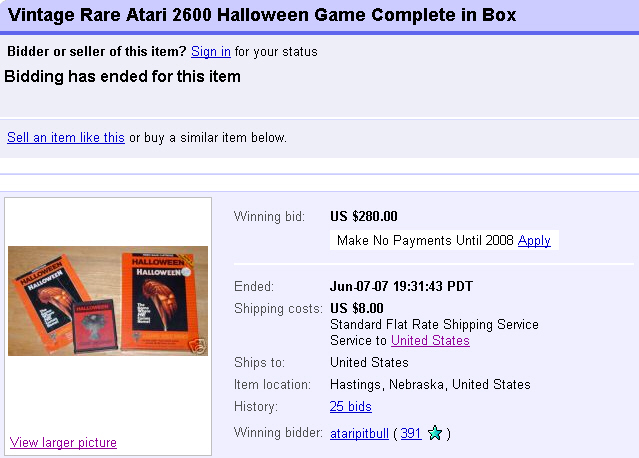 Vintage Rare Atari 2600 Halloween Game Complete in Box
Bidder or seller of this item? Sign in for your status
Bidding has ended for this item
Sell an item like this or buy a similar item below.
Winning bid: US $280.00
Make No Payments Until 2008 Apply
Ended: Jun-07-07 19:31:43 PDT
Shipping costs: US $8.00
Standard Flat Rate Shipping Service
Service to United States
Ships to: United States
Item location: Hastings, Nebraska, United States
History: 25 bids
Winning bidder: ataripitbull ( 391 )
HALLOWEEN
HALLOWEEN
HALLOWEEN
HALLOWEEN
HALLOWEEN
View larger picture